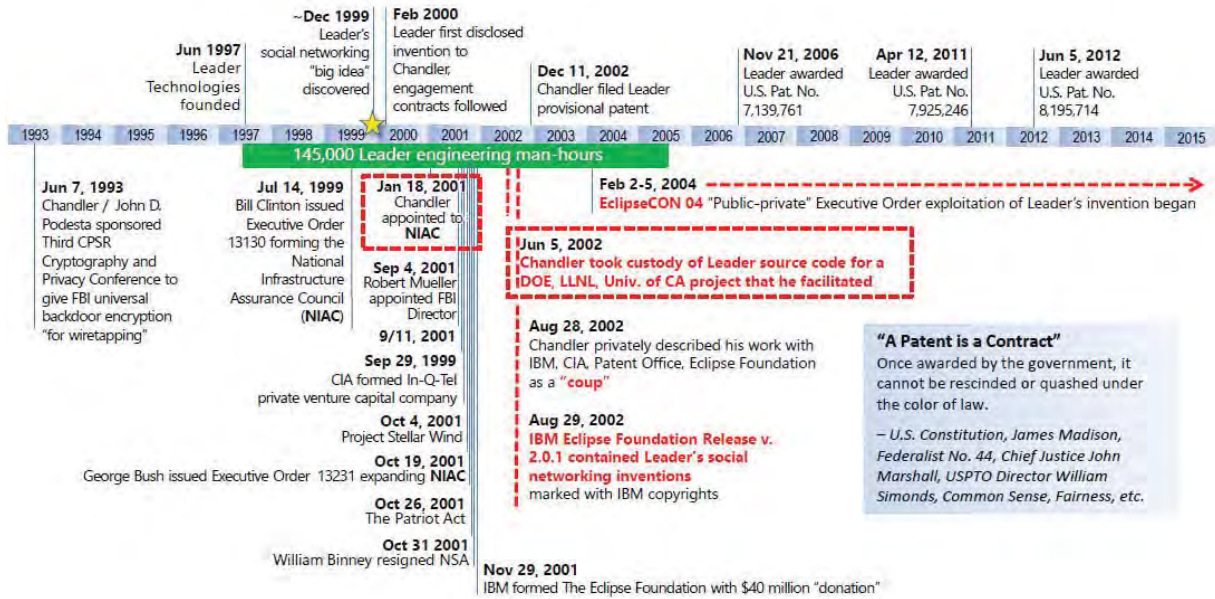 ~Dec 1999
Leader's
social networking
"big idea"
discovered
Feb 2000
Leader first disclosed
invention to
Chandler,
engagement
contracts followed
Jun 1997
Leader
Technologies
founded
Dec 11, 2002
Chandler filed Leader
provisional patent
Nov 21, 2006
Leader awarded
U.S. Pat. No.
7,139,761
Apr 12, 2011
Leader awarded
U.S. Pat. No.
7,925,246
Jun 5, 2012
Leader awarded
U.S. Pat. No.
8,195,714
1993 1994 1995 1996 1997 1998 1999 2000 2001 2002 2003 2004 2005 2006 2007 2008 2009 2010 2011 2012 2013 2014 2015
145,000 Leader engineering man-hours
Jun 7, 1993
Chandler / John D.
Podesta sponsored
Third CPSR
Cryptography and
Privacy Conference to
give FBI universal
backdoor encryption
"for wiretapping"
Jul 14, 1999
Bill Clinton issued
Executive Order
13130 forming the
National
Infrastructure
Assurance Council
(NIAC)
Jan 18, 2001
Chandler
appointed to
NIAC
Sep 4, 2001
Robert Mueller
appointed FBI
Director
9/11, 2001
Sep 29, 1999
CIA formed In-Q-Tel
private venture capital company
Oct 4, 2001
Project Stellar Wind
Oct 19, 2001
George Bush issued Executive Order 13231 expanding NIAC
Oct 26, 2001
The Patriot Act
Oct 31 2001
William Binney resigned NSA
Nov 29, 2001
IBM formed The Eclipse Foundation with $40 million "donation"
Feb 2-5, 2004
EclipseCON 04 "Public-private" Executive Order exploitation of Leader's invention began
Jun 5, 2002
Chandler took custody of Leader source code for a
DOE, LLNL, Univ. of CA project that he facilitated
Aug 28, 2002
Chandler privately described his work with
IBM, CIA, Patent Office, Eclipse Foundation
as a "coup"
Aug 29, 2002
IBM Eclipse Foundation Release v.
2.0.1 contained Leader's social
networking inventions
marked with IBM copyrights
"A Patent is a Contract"
Once awarded by the government, it
cannot be rescinded or quashed under
the color of law.
– U.S. Constitution, James Madison,
Federalist No. 44, Chief Justice John
Marshall, USPTO Director William
Simonds, Common Sense, Fairness, etc.